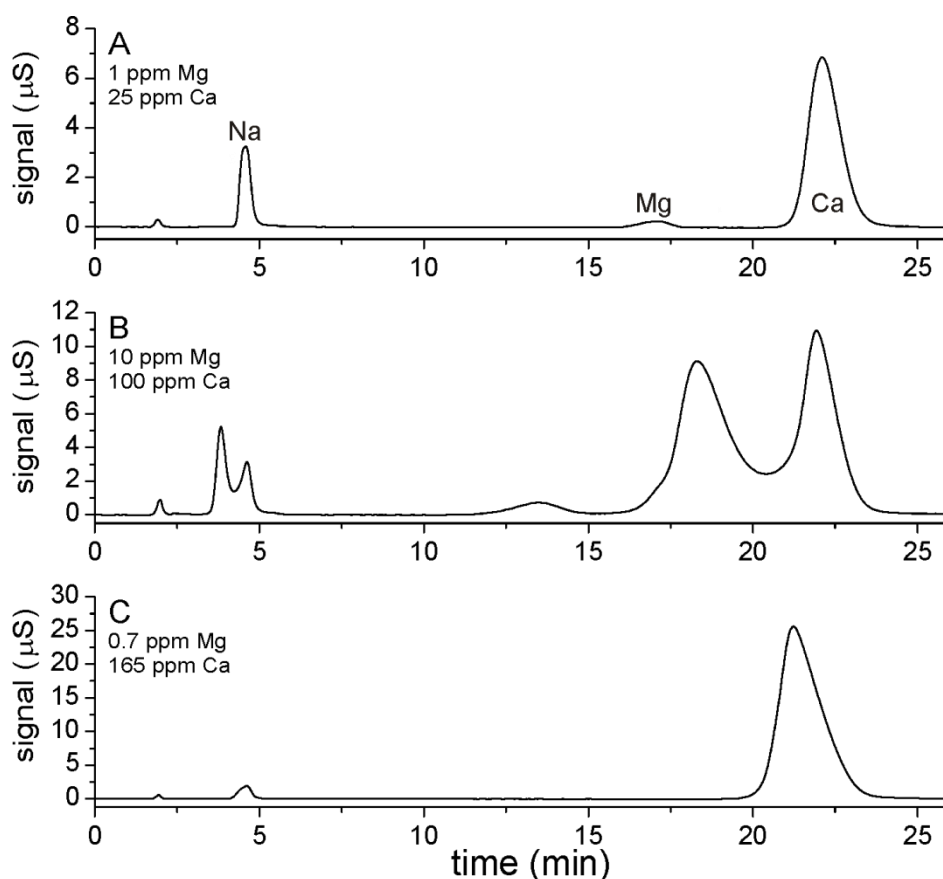 A
1 ppm Mg
25 ppm Ca
Na
Mg
Ca
signal (µS)
8
6
4
2
0
0 5 10 15 20 25
B
10 ppm Mg
100 ppm Ca
signal (µS)
12
10
8
6
4
2
0
0 5 10 15 20 25
C
0.7 ppm Mg
165 ppm Ca
signal (µS)
30
25
20
15
10
5
0
0 5 10 15 20 25
time (min)